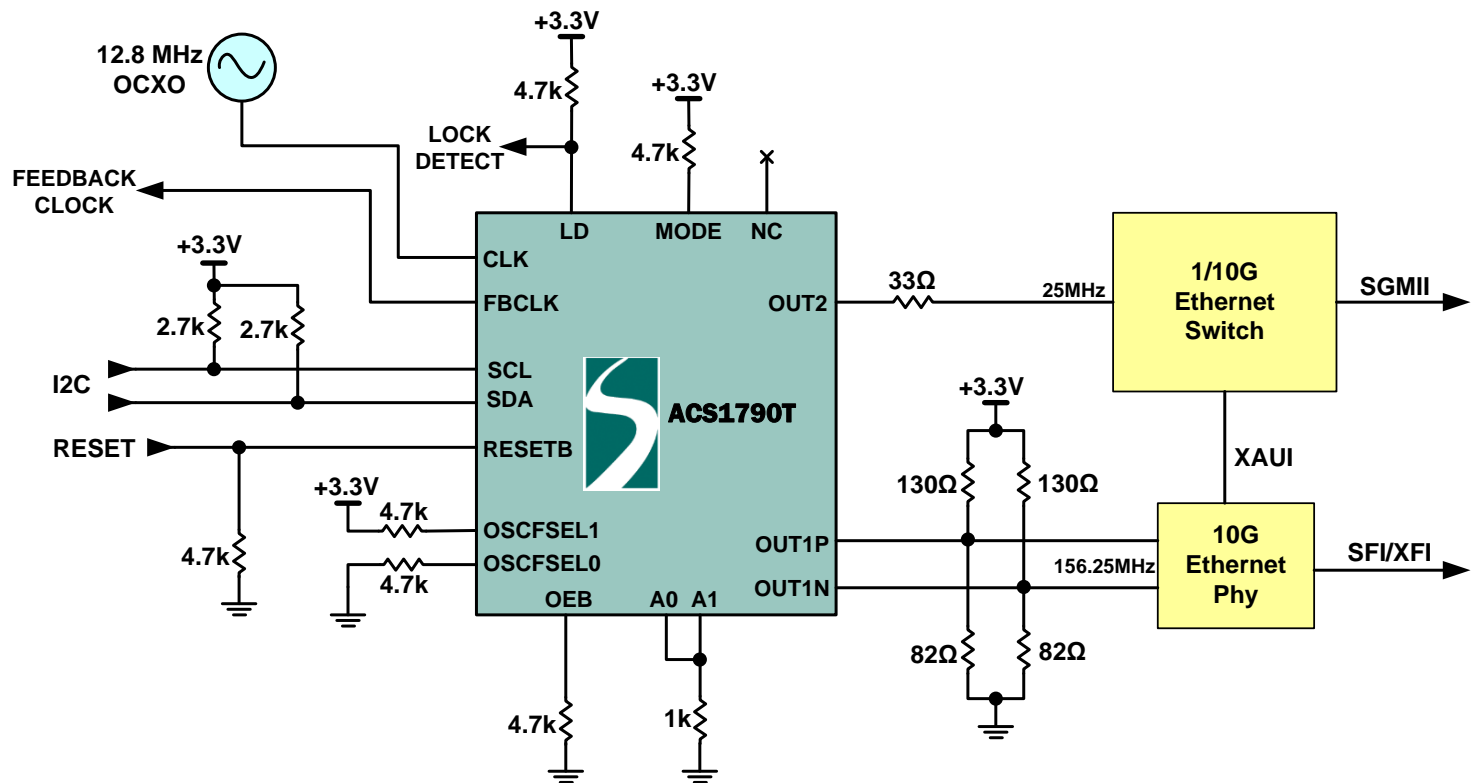 +3.3V
12.8 MHz
OCXO
4.7k
+3.3V
LOCK
DETECT
4.7k
FEEDBACK
CLOCK
LD
MODE
NC
+3.3V
CLK
1/10G
Ethernet
Switch
SGMII
33Ω
25MHz
FBCLK
OUT2
2.7k
2.7k
I2C
SCL
SDA
ACS1790T
+3.3V
RESET
RESETB
XAUI
130Ω
130Ω
+3.3V
4.7k
OSCFSEL1
OUT1P
10G
Ethernet
Phy
SFI/XFI
4.7k
4.7k
OSCFSEL0
156.25MHz
OUT1N
OEB
A0
A1
82Ω
82Ω
4.7k
1k